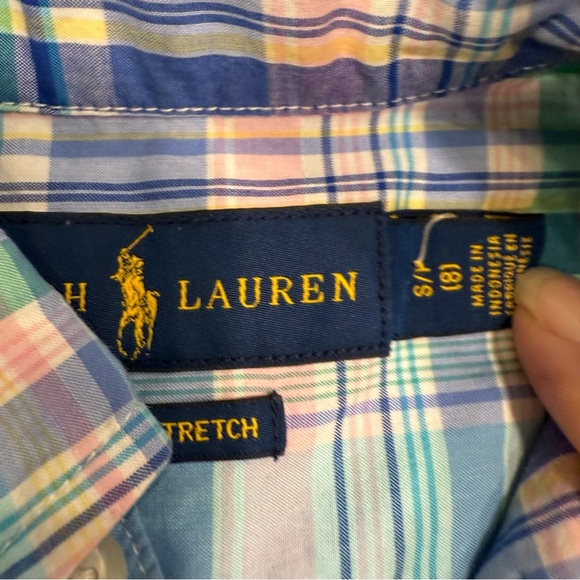 H LAUREN
TRETCH
S/P
(8)
MADE IN
INDONESIA